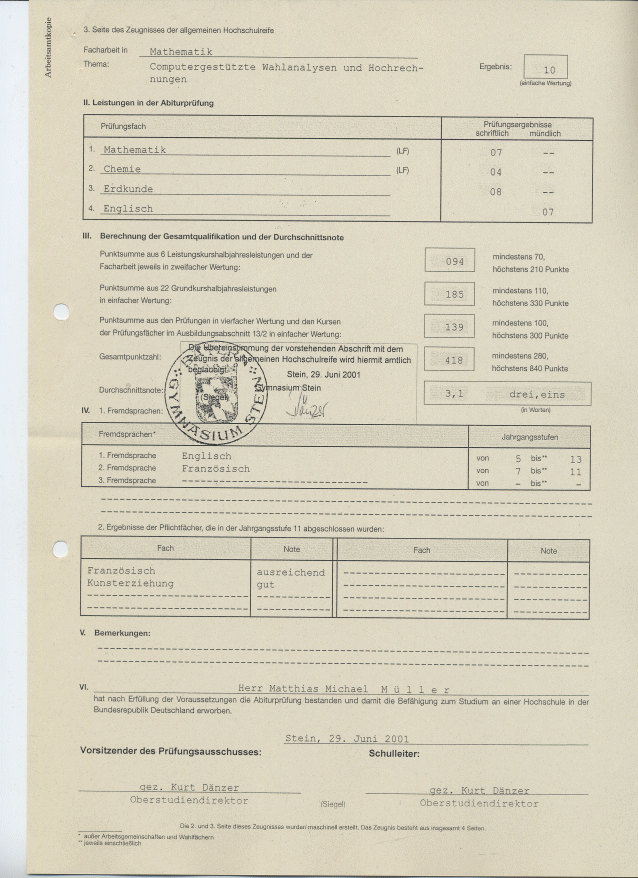 Arbeitsamtkopie
3. Seite des Zeugnisses der allgemeinen Hochschulreife
Facharbeit in Mathematik
Thema: Computergestützte Wahlanalysen und Hochrech-
nungen
Ergebnis: 10
(einfache Wertung)
II. Leistungen in der Abiturprüfung
Prüfungsfach Prüfungsergebnisse
schriftlich mündlich
1. Mathematik (LF) 07 --
2. Chemie (LF) 04 --
3. Erdkunde 08 --
4. Englisch 07
III. Berechnung der Gesamtqualifikation und der Durchschnittsnote
Punktsumme aus 6 Leistungskurshalbjahresleistungen und der
Facharbeit jeweils in zweifacher Wertung:
094
mindestens 70,
höchstens 210 Punkte
Punktsumme aus 22 Grundkurshalbjahresleistungen
in einfacher Wertung:
185
mindestens 110,
höchstens 330 Punkte
Punktsumme aus den Prüfungen in vierfacher Wertung und den Kursen
der Prüfungsfächer im Ausbildungsabschnitt 13/2 in einfacher Wertung:
139
mindestens 100,
höchstens 300 Punkte
Gesamtpunktzahl:
418
mindestens 280,
höchstens 840 Punkte
Die Übereinstimmung der vorstehenden Abschrift mit dem
Zeugnis der allgemeinen Hochschulreife wird hiermit amtlich
beglaubigt.
Stein, 29. Juni 2001
Gymnasium Stein
(Siegel)
BAYERN
GYMNASIUM STEIN
Durchschnittsnote: 3,1 drei,eins
(in Worten)
IV. 1. Fremdsprachen:
Fremdsprachen* Jahrgangsstufen
1. Fremdsprache Englisch von 5 bis** 13
2. Fremdsprache Französisch von 7 bis** 11
3. Fremdsprache -------------------------- von - bis** -
2. Ergebnisse der Pflichtfächer, die in der Jahrgangsstufe 11 abgeschlossen wurden:
Fach Note Fach Note
Französisch ausreichend
Kunsterziehung gut
V. Bemerkungen:
VI. Herr Matthias Michael M ü l l e r
hat nach Erfüllung der Voraussetzungen die Abiturprüfung bestanden und damit die Befähigung zum Studium an einer Hochschule in der
Bundesrepublik Deutschland erworben.
Stein, 29. Juni 2001
Vorsitzender des Prüfungsausschusses: Schulleiter:
gez. Kurt Dänzer gez. Kurt Dänzer
Oberstudiendirektor (Siegel) Oberstudiendirektor
Die 2. und 3. Seite dieses Zeugnisses wurden maschinell erstellt. Das Zeugnis besteht aus insgesamt 4 Seiten.
* außer Arbeitsgemeinschaften und Wahlfächern
** jeweils einschließlich